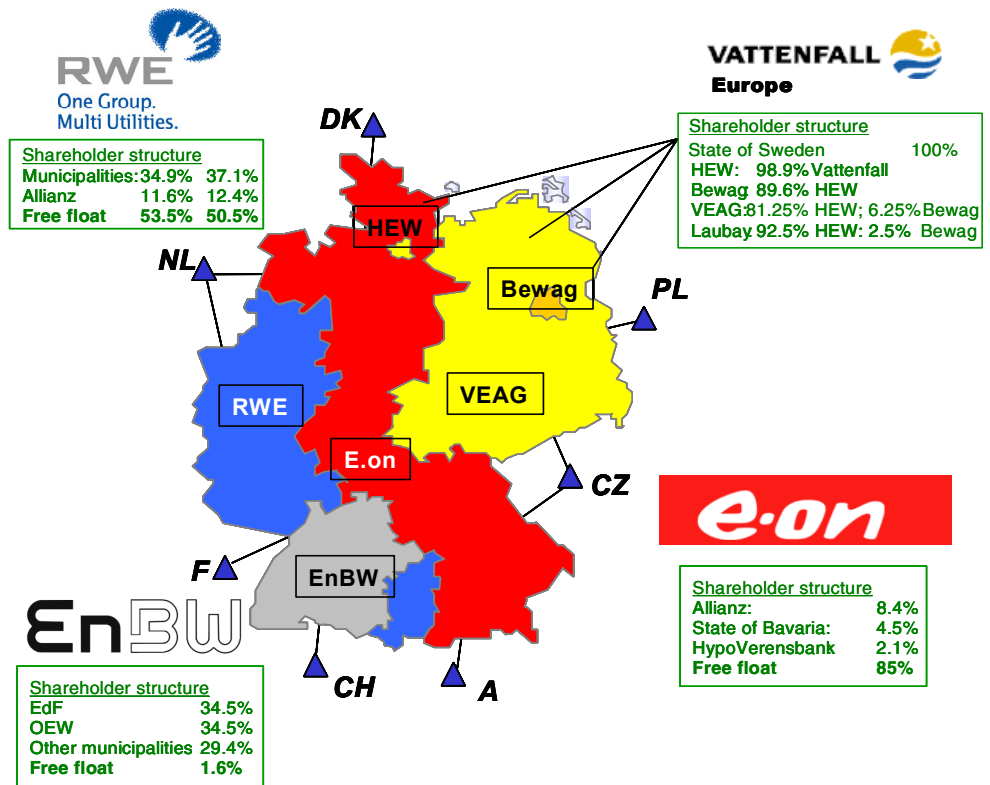 RWE
One Group.
Multi Utilities.
Shareholder structure
Municipalities: 34.9% 37.1%
Allianz 11.6% 12.4%
Free float 53.5% 50.5%
VATTENFALL
Europe
Shareholder structure
State of Sweden 100%
HEW: 98.9% Vattenfall
Bewag: 89.6% HEW
VEAG: 81.25% HEW; 6.25% Bewag
Laubay. 92.5% HEW: 2.5% Bewag
DK
HEW
NL
Bewag
PL
RWE
VEAG
E.on
CZ
e·on
F
EnBW
EnBW
Shareholder structure
Allianz: 8.4%
State of Bavaria: 4.5%
HypoVerensbank 2.1%
Free float 85%
CH
A
Shareholder structure
EdF 34.5%
OEW 34.5%
Other municipalities 29.4%
Free float 1.6%